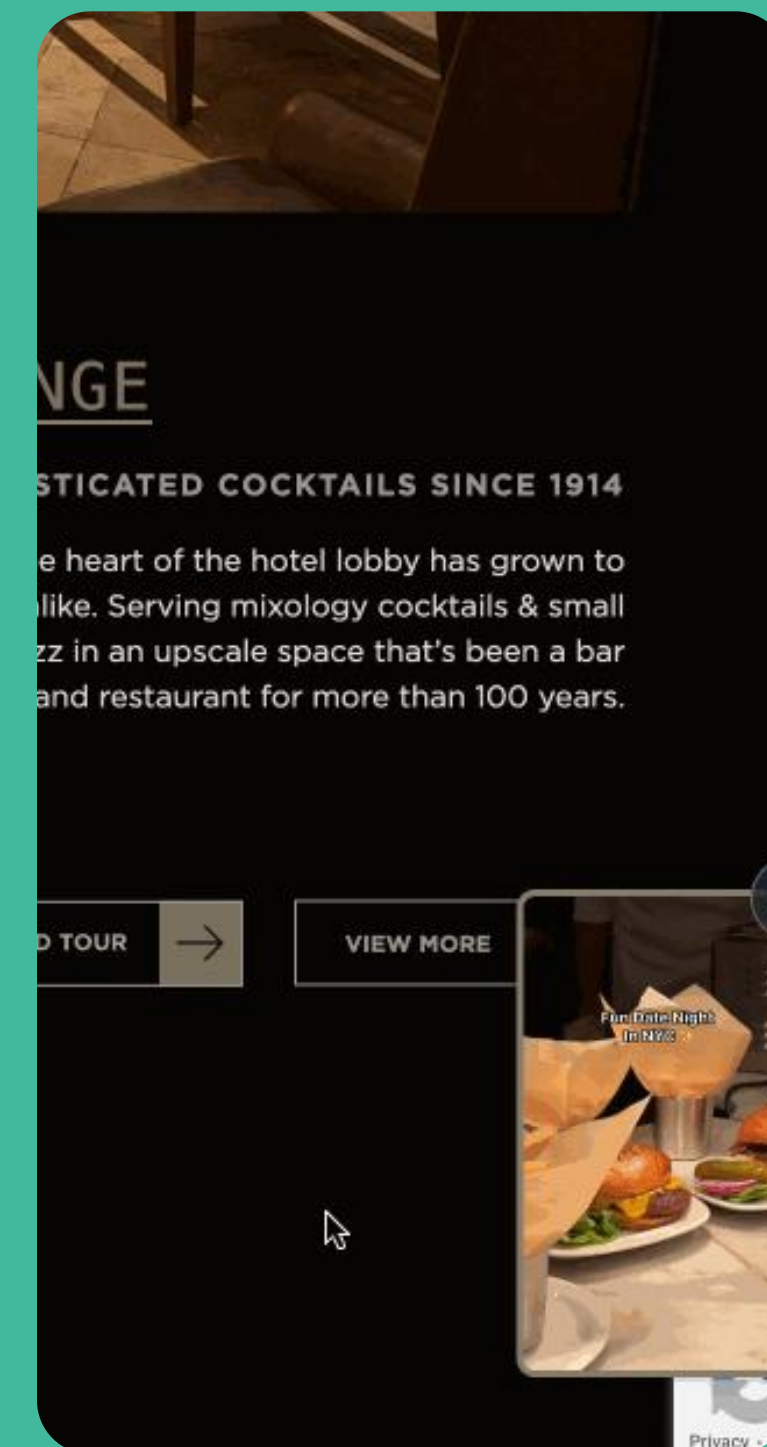 NGE
STICATED COCKTAILS SINCE 1914
e heart of the hotel lobby has grown to
like. Serving mixology cocktails & small
zz in an upscale space that's been a bar
and restaurant for more than 100 years.
D TOUR
VIEW MORE
Fun Date Night
In NYC
Privacy -